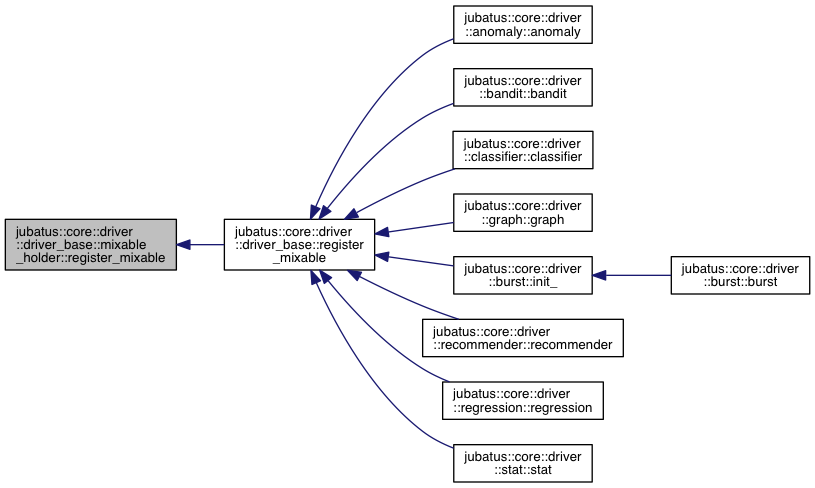 jubatus::core::driver
::driver_base::mixable
_holder::register_mixable
jubatus::core::driver
::driver_base::register
_mixable
jubatus::core::driver
::anomaly::anomaly
jubatus::core::driver
::bandit::bandit
jubatus::core::driver
::classifier::classifier
jubatus::core::driver
::graph::graph
jubatus::core::driver
::burst::init_
jubatus::core::driver
::burst::burst
jubatus::core::driver
::recommender::recommender
jubatus::core::driver
::regression::regression
jubatus::core::driver
::stat::stat